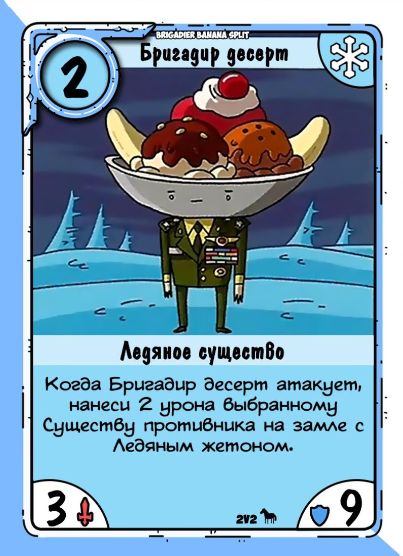 BRIGADIER BANANA SPLIT
Бригадир десерт
2
Ледяное существо
Когда Бригадир десерт атакует,
нанеси 2 урона выбранному
Существу противника на замле с
Ледяным жетоном.
3
2V2
9